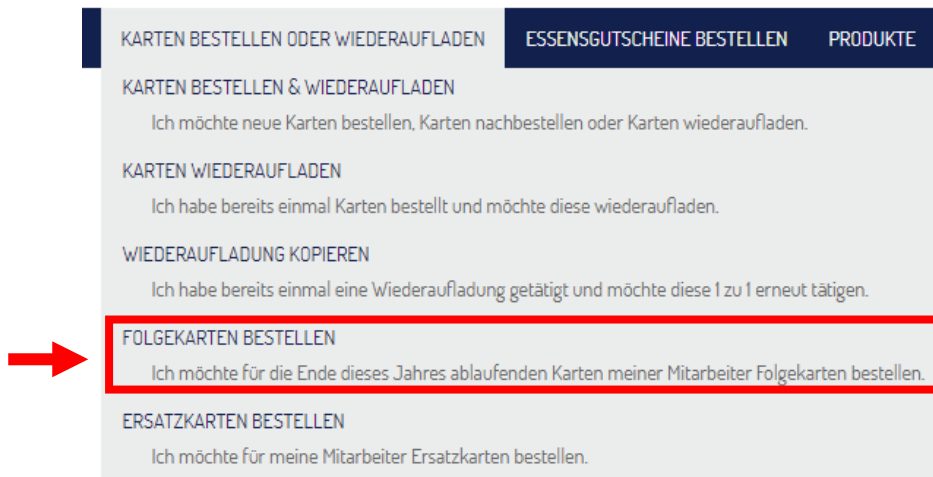 KARTEN BESTELLEN ODER WIEDERAUFLADEN ESSENSGUTSCHEINE BESTELLEN PRODUKTE
KARTEN BESTELLEN & WIEDERAUFLADEN
Ich möchte neue Karten bestellen, Karten nachbestellen oder Karten wiederaufladen.
KARTEN WIEDERAUFLADEN
Ich habe bereits einmal Karten bestellt und möchte diese wiederaufladen.
WIEDERAUFLADUNG KOPIEREN
Ich habe bereits einmal eine Wiederaufladung getätigt und möchte diese 1 zu 1 erneut tätigen.
FOLGEKARTEN BESTELLEN
Ich möchte für die Ende dieses Jahres ablaufenden Karten meiner Mitarbeiter Folgekarten bestellen.
ERSATZKARTEN BESTELLEN
Ich möchte für meine Mitarbeiter Ersatzkarten bestellen.